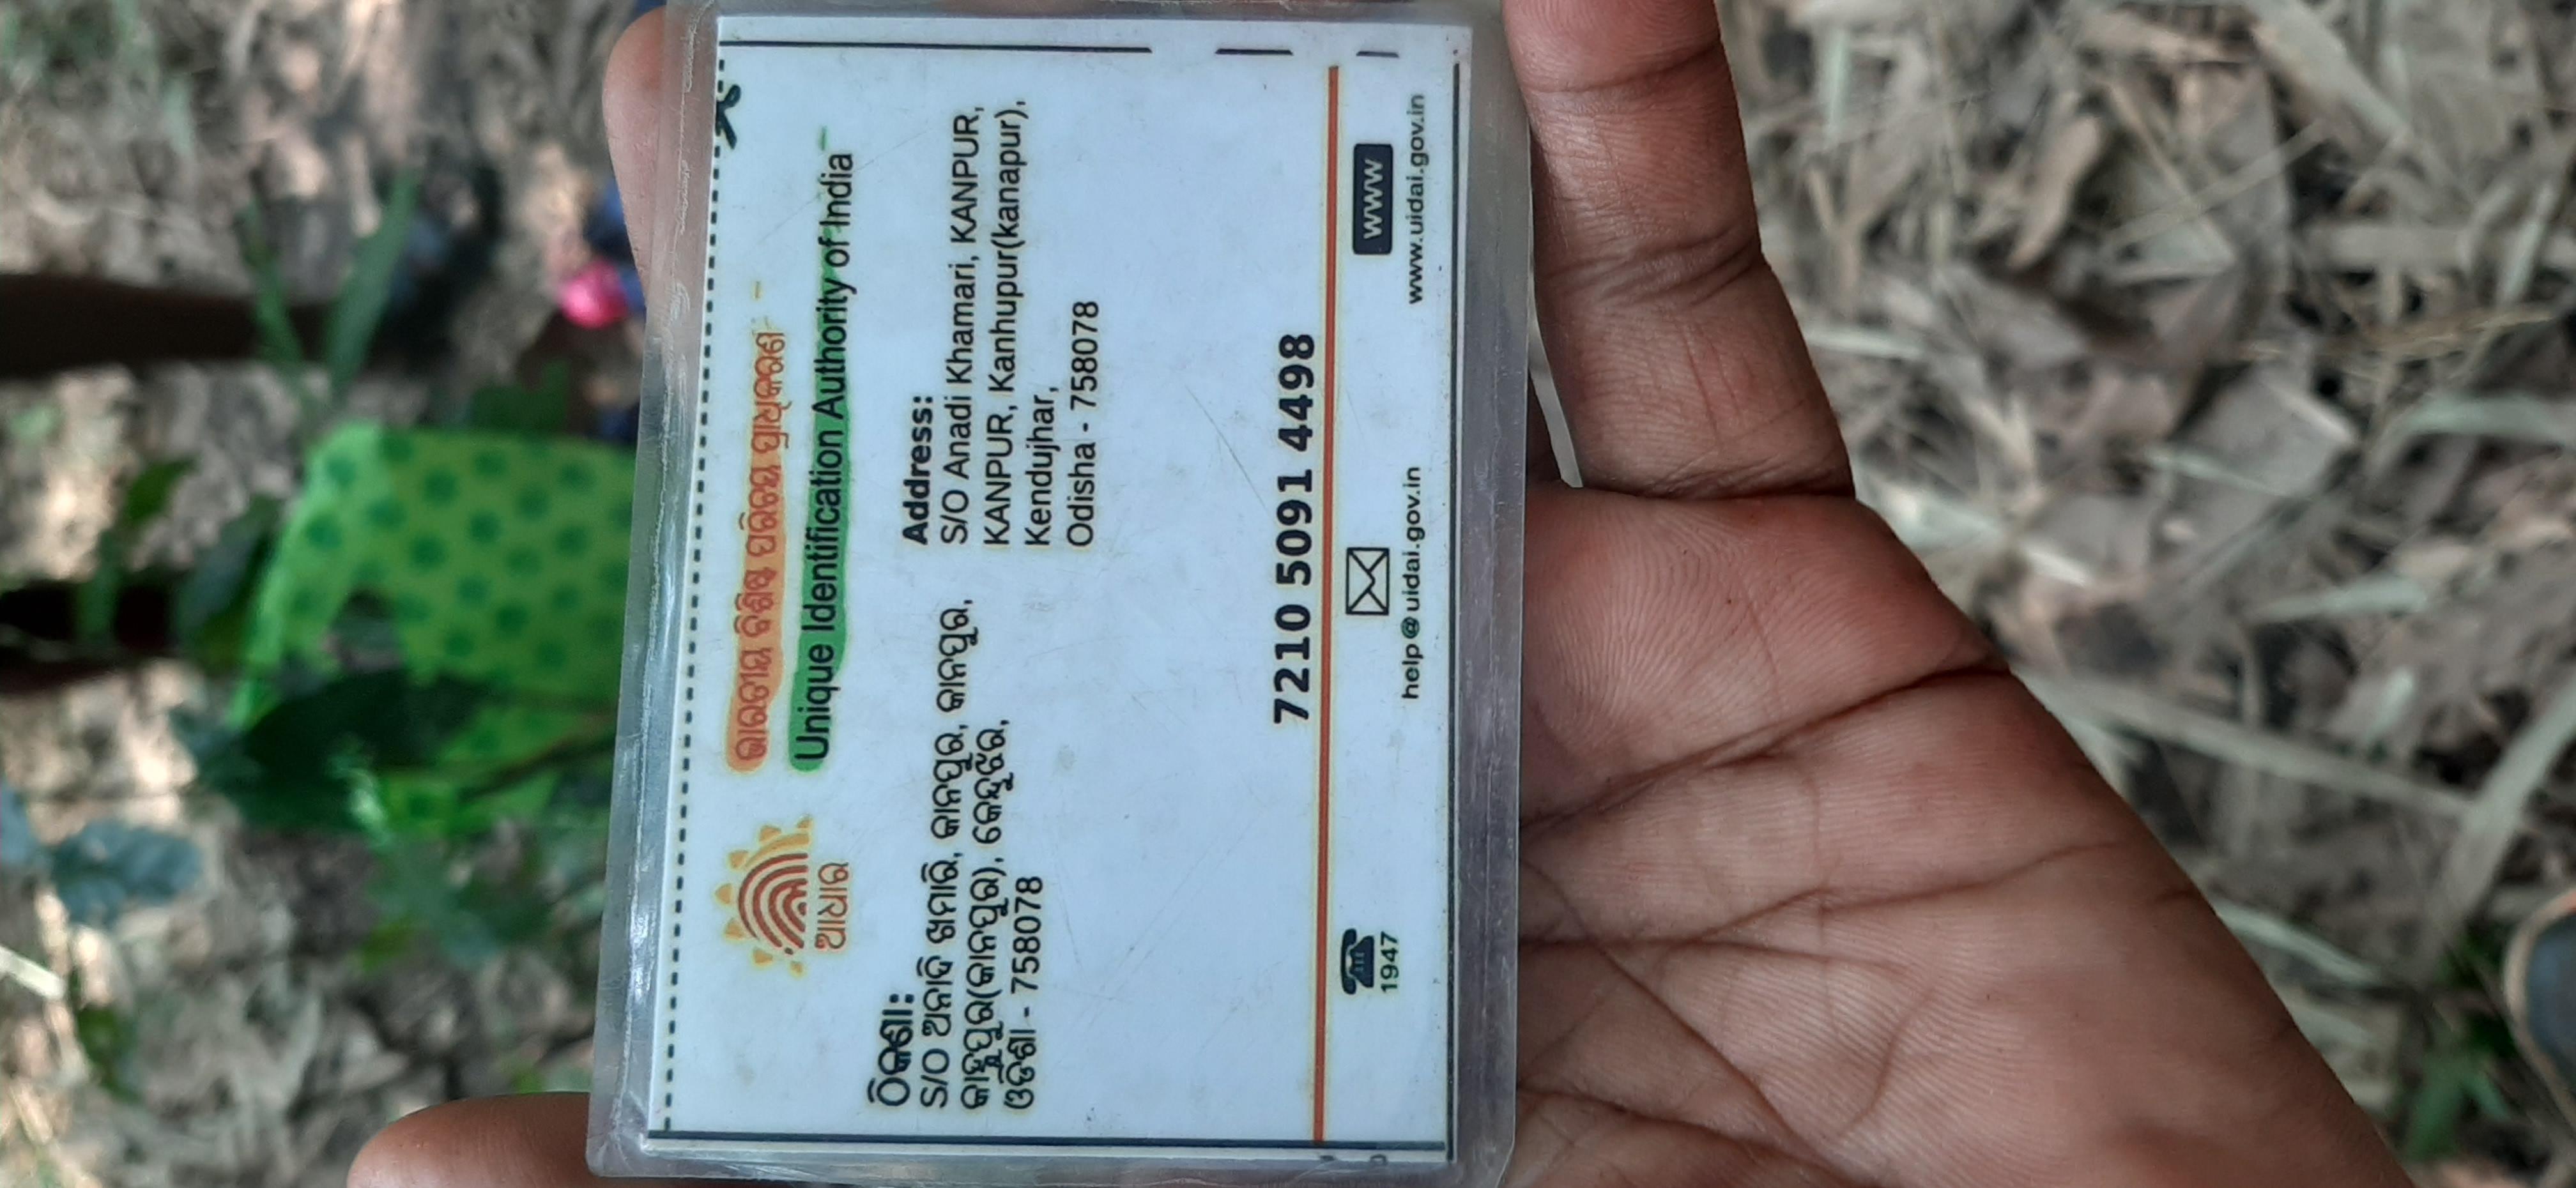 ଭାରତୀୟ ବିଶିଷ୍ଟ ପରିଚୟ ପ୍ରାଧିକରଣ
Unique Identification Authority of India
ଆଧାର
ଠିକଣା:
S/O ଅନାଦି ଖମାରି, କାନପୁର, କାନପୁର, କାନପୁର,
କାହ୍ନୁପୁର(କାନପୁର), କେନ୍ଦୁଝର,
ଓଡିଶା - 758078
Address:
S/O Anadi Khamari, KANPUR,
KANPUR, Kanhupur(kanapur),
Kendujhar,
Odisha - 758078
7210 5091 4498
1947
help@uidai.gov.in
www
www.uidai.gov.in